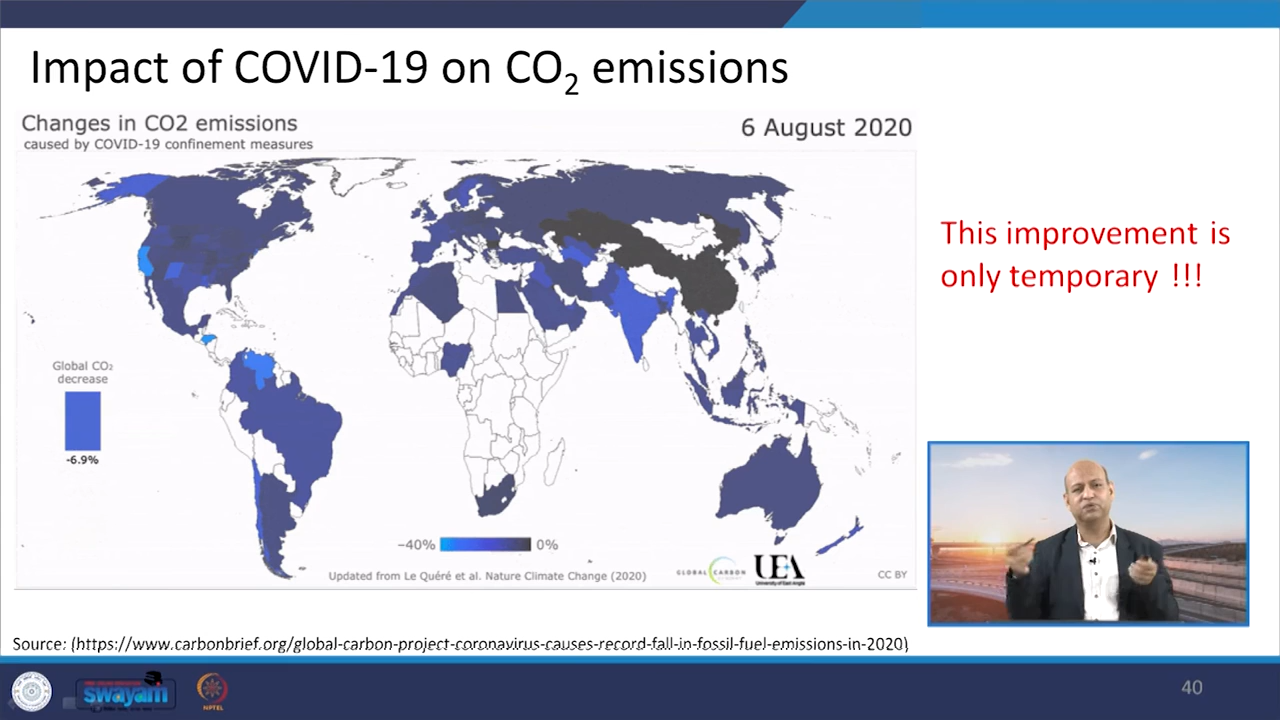 Impact of COVID-19 on CO₂ emissions
Changes in CO2 emissions
caused by COVID-19 confinement measures
6 August 2020
This improvement is
only temporary !!!
Global CO₂
decrease
-6.9%
−40%
0%
Updated from Le Quéré et al. Nature Climate Change (2020)
GLOBAL CARBON
UEA
University of East Anglia
CC BY
Source: (https://www.carbonbrief.org/global-carbon-project-coronavirus-causes-record-fall-in-fossil-fuel-emissions-in-2020)
swayam
NPTEL
40